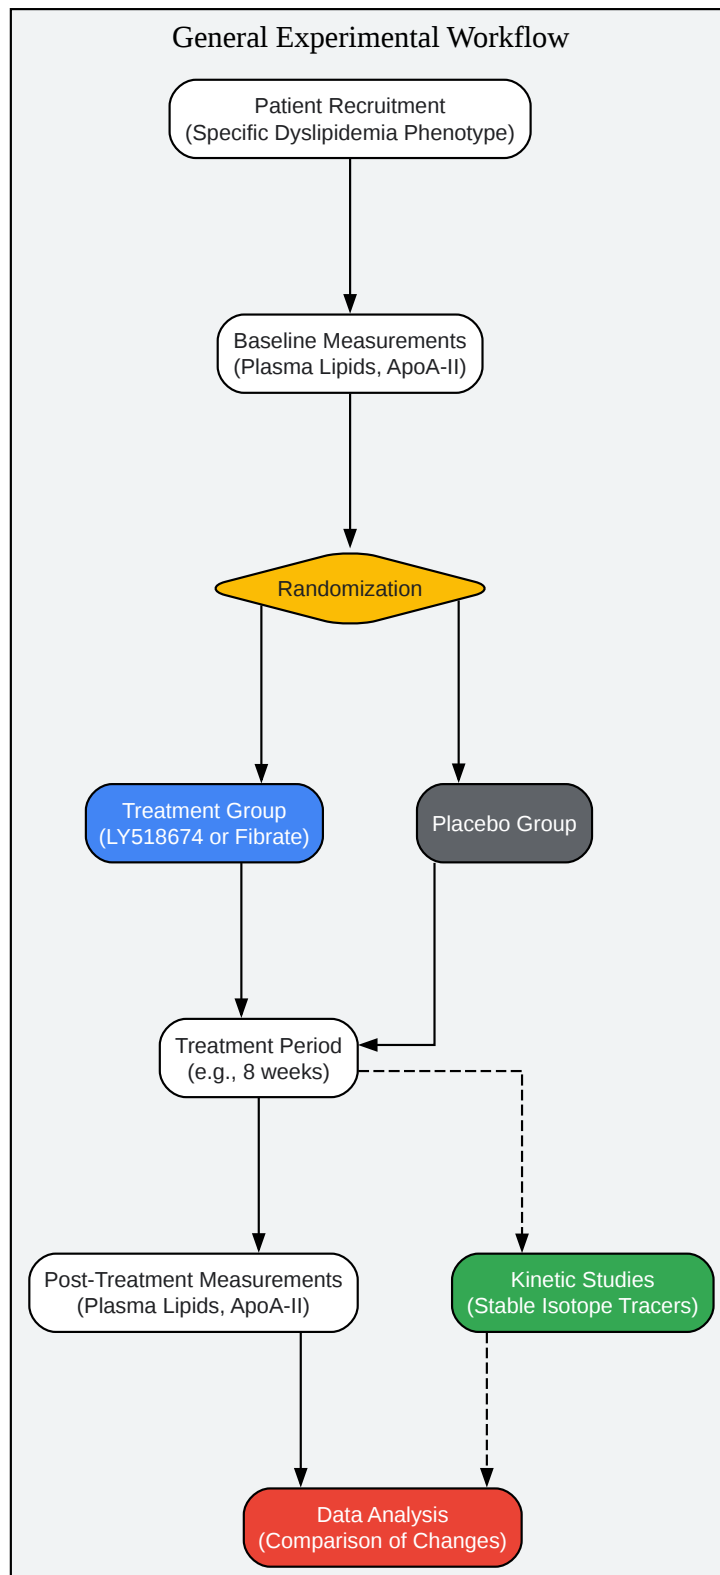 General Experimental Workflow
Patient Recruitment
(Specific Dyslipidemia Phenotype)
Baseline Measurements
(Plasma Lipids, ApoA-II)
Randomization
Treatment Group
(LY518674 or Fibrate)
Placebo Group
Treatment Period
(e.g., 8 weeks)
Post-Treatment Measurements
(Plasma Lipids, ApoA-II)
Kinetic Studies
(Stable Isotope Tracers)
Data Analysis
(Comparison of Changes)